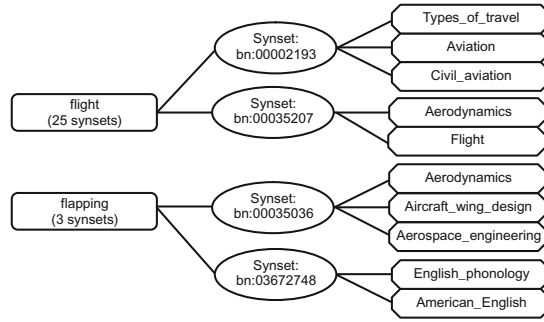 flight
(25 synsets)
Synset:
bn:00002193
Types_of_travel
Aviation
Civil_aviation
Synset:
bn:00035207
Aerodynamics
Flight
flapping
(3 synsets)
Synset:
bn:00035036
Aerodynamics
Aircraft_wing_design
Aerospace_engineering
Synset:
bn:03672748
English_phonology
American_English